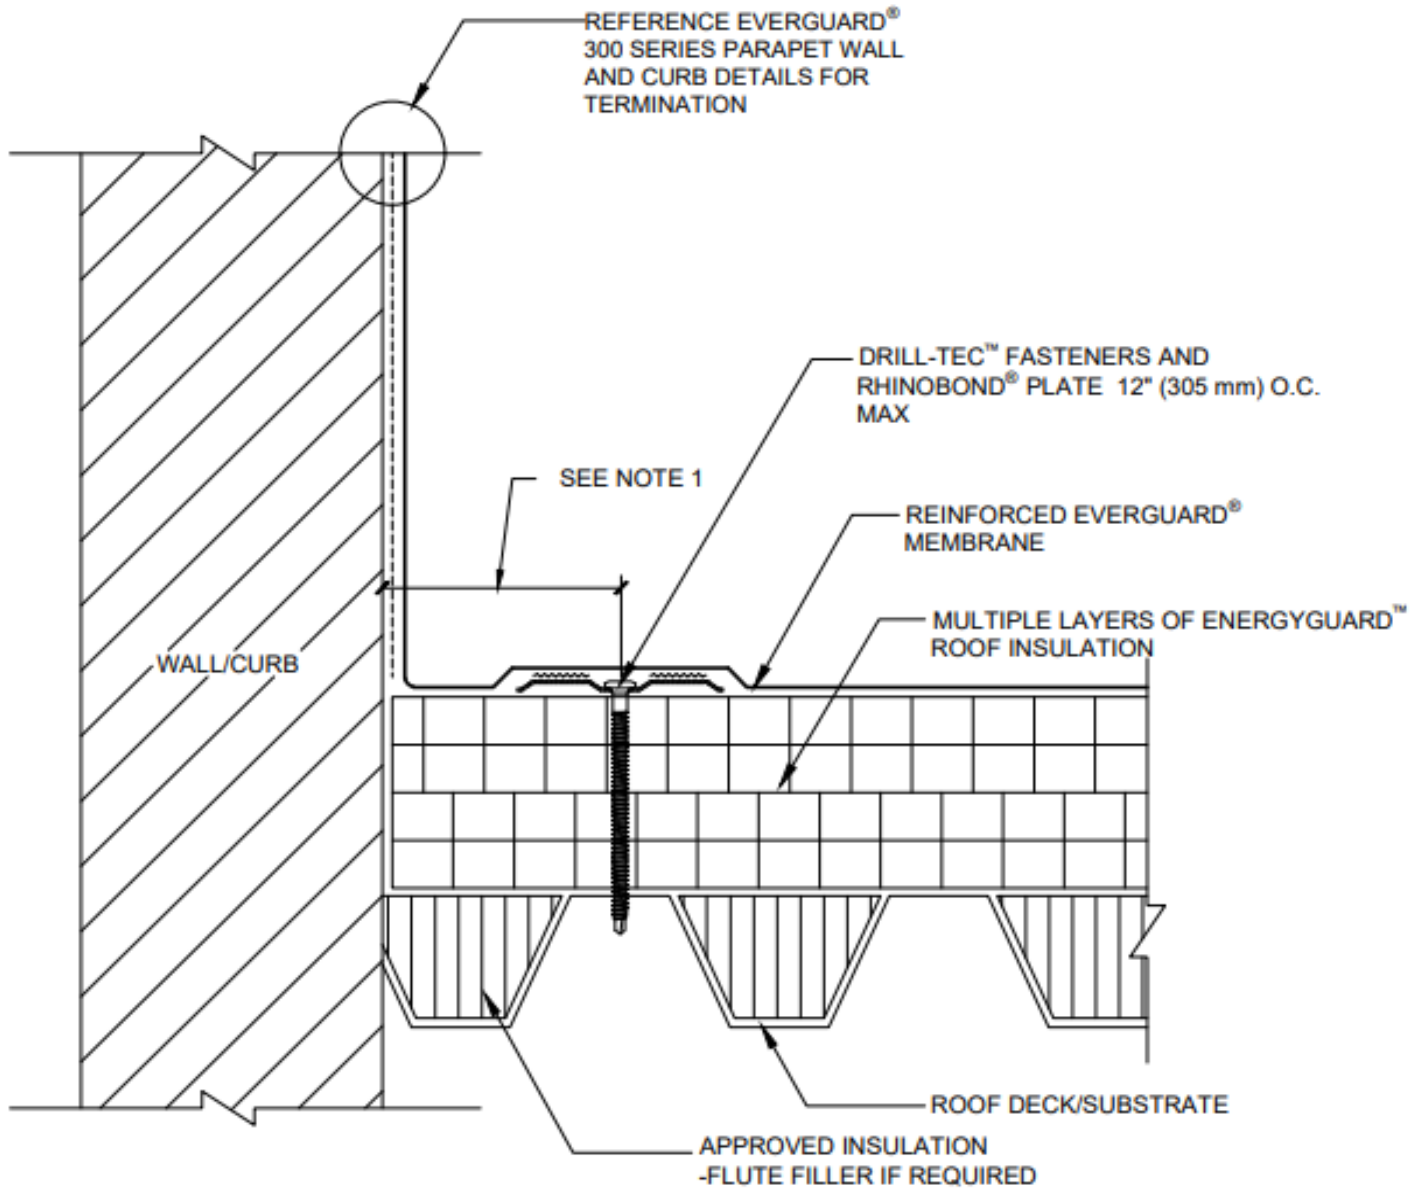 REFERENCE EVERGUARD®
300 SERIES PARAPET WALL
AND CURB DETAILS FOR
TERMINATION
DRILL-TEC™ FASTENERS AND
RHINOBOND® PLATE 12" (305 mm) O.C.
MAX
SEE NOTE 1
REINFORCED EVERGUARD®
MEMBRANE
MULTIPLE LAYERS OF ENERGYGUARD™
ROOF INSULATION
WALL/CURB
ROOF DECK/SUBSTRATE
APPROVED INSULATION
-FLUTE FILLER IF REQUIRED